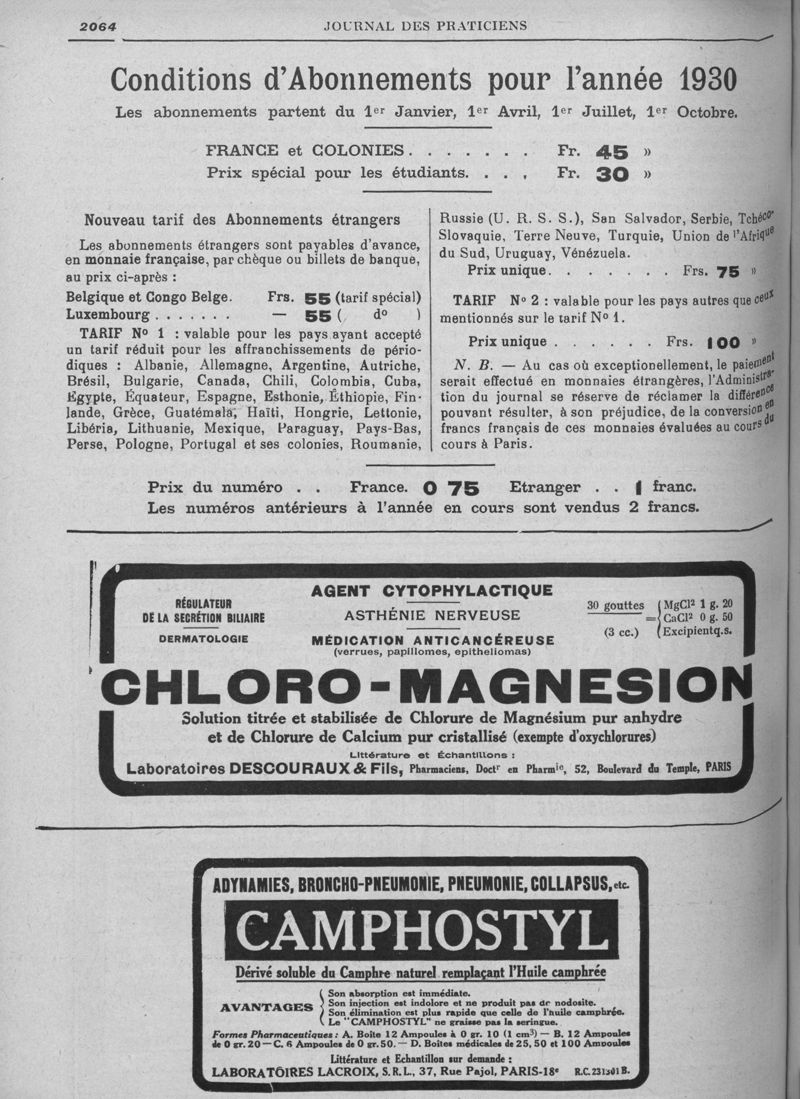 2064
JOURNAL DES PRATICIENS
Conditions d'Abonnements pour l'année 1930
Les abonnements partent du 1er Janvier, 1er Avril, 1er Juillet, 1er Octobre.
FRANCE et COLONIES. . . . . . . Fr. 45 »
Prix spécial pour les étudiants. . . . Fr. 30 »
Nouveau tarif des Abonnements étrangers
Les abonnements étrangers sont payables d'avance,
en monnaie française, par chèque ou billets de banque,
au prix ci-après :
Belgique et Congo Belge. Frs. 55 (tarif spécial)
Luxembourg . . . . . . . — 55 ( do )
TARIF No 1 : valable pour les pays ayant accepté
un tarif réduit pour les affranchissements de pério-
diques : Albanie, Allemagne, Argentine, Autriche,
Brésil, Bulgarie, Canada, Chili, Colombia, Cuba,
Egypte, Équateur, Espagne, Esthonie, Éthiopie, Fin-
lande, Grèce, Guatémala, Haïti, Hongrie, Lettonie,
Libéria, Lithuanie, Mexique, Paraguay, Pays-Bas,
Perse, Pologne, Portugal et ses colonies, Roumanie,
Russie (U. R. S. S.), San Salvador, Serbie, Tchéco-
Slovaquie, Terre Neuve, Turquie, Union de l'Afrique
du Sud, Uruguay, Vénézuela.
Prix unique. . . . . . . Frs. 75 »
TARIF No 2 : valable pour les pays autres que ceux
mentionnés sur le tarif No 1.
Prix unique . . . . . . Frs. 100 »
N. B. — Au cas où exceptionnellement, le paiement
serait effectué en monnaies étrangères, l'Administra-
tion du journal se réserve de réclamer la différence
pouvant résulter, à son préjudice, de la conversion en
francs français de ces monnaies évaluées au cours du
cours à Paris.
Prix du numéro . . France. 0 75 Etranger . . 1 franc.
Les numéros antérieurs à l'année en cours sont vendus 2 francs.
RÉGULATEUR
DE LA SECRÉTION BILIAIRE
DERMATOLOGIE
AGENT CYTOPHYLACTIQUE
ASTHÉNIE NERVEUSE
MÉDICATION ANTICANCÉREUSE
(verrues, papillomes, epitheliomas)
30 gouttes
(3 cc.)
=
MgCl2 1 g. 20
CaCl2 0 g. 50
Excipientq.s.
CHLORO-MAGNESION
Solution titrée et stabilisée de Chlorure de Magnésium pur anhydre
et de Chlorure de Calcium pur cristallisé (exempte d'oxychlorures)
Littérature et Échantillons :
Laboratoires DESCOURAUX & Fils, Pharmaciens, Doctr en Pharmie, 52, Boulevard du Temple, PARIS
ADYNAMIES, BRONCHO-PNEUMONIE, PNEUMONIE, COLLAPSUS, etc.
CAMPHOSTYL
Dérivé soluble du Camphre naturel remplaçant l'Huile camphrée
AVANTAGES
Son absorption est immédiate.
Son injection est indolore et ne produit pas de nodosite.
Son élimination est plus rapide que celle de l'huile camphrée.
Le "CAMPHOSTYL" ne graisse pas la seringue.
Formes Pharmaceutiques : A. Boite 12 Ampoules à 0 gr. 10 (1 cm3) — B. 12 Ampoules
de 0 gr. 20 — C. 6 Ampoules de 0 gr. 50. — D. Boites médicales de 25, 50 et 100 Ampoules
Littérature et Echantillon sur demande :
LABORATOIRES LACROIX, S.R.L., 37, Rue Pajol, PARIS-18e